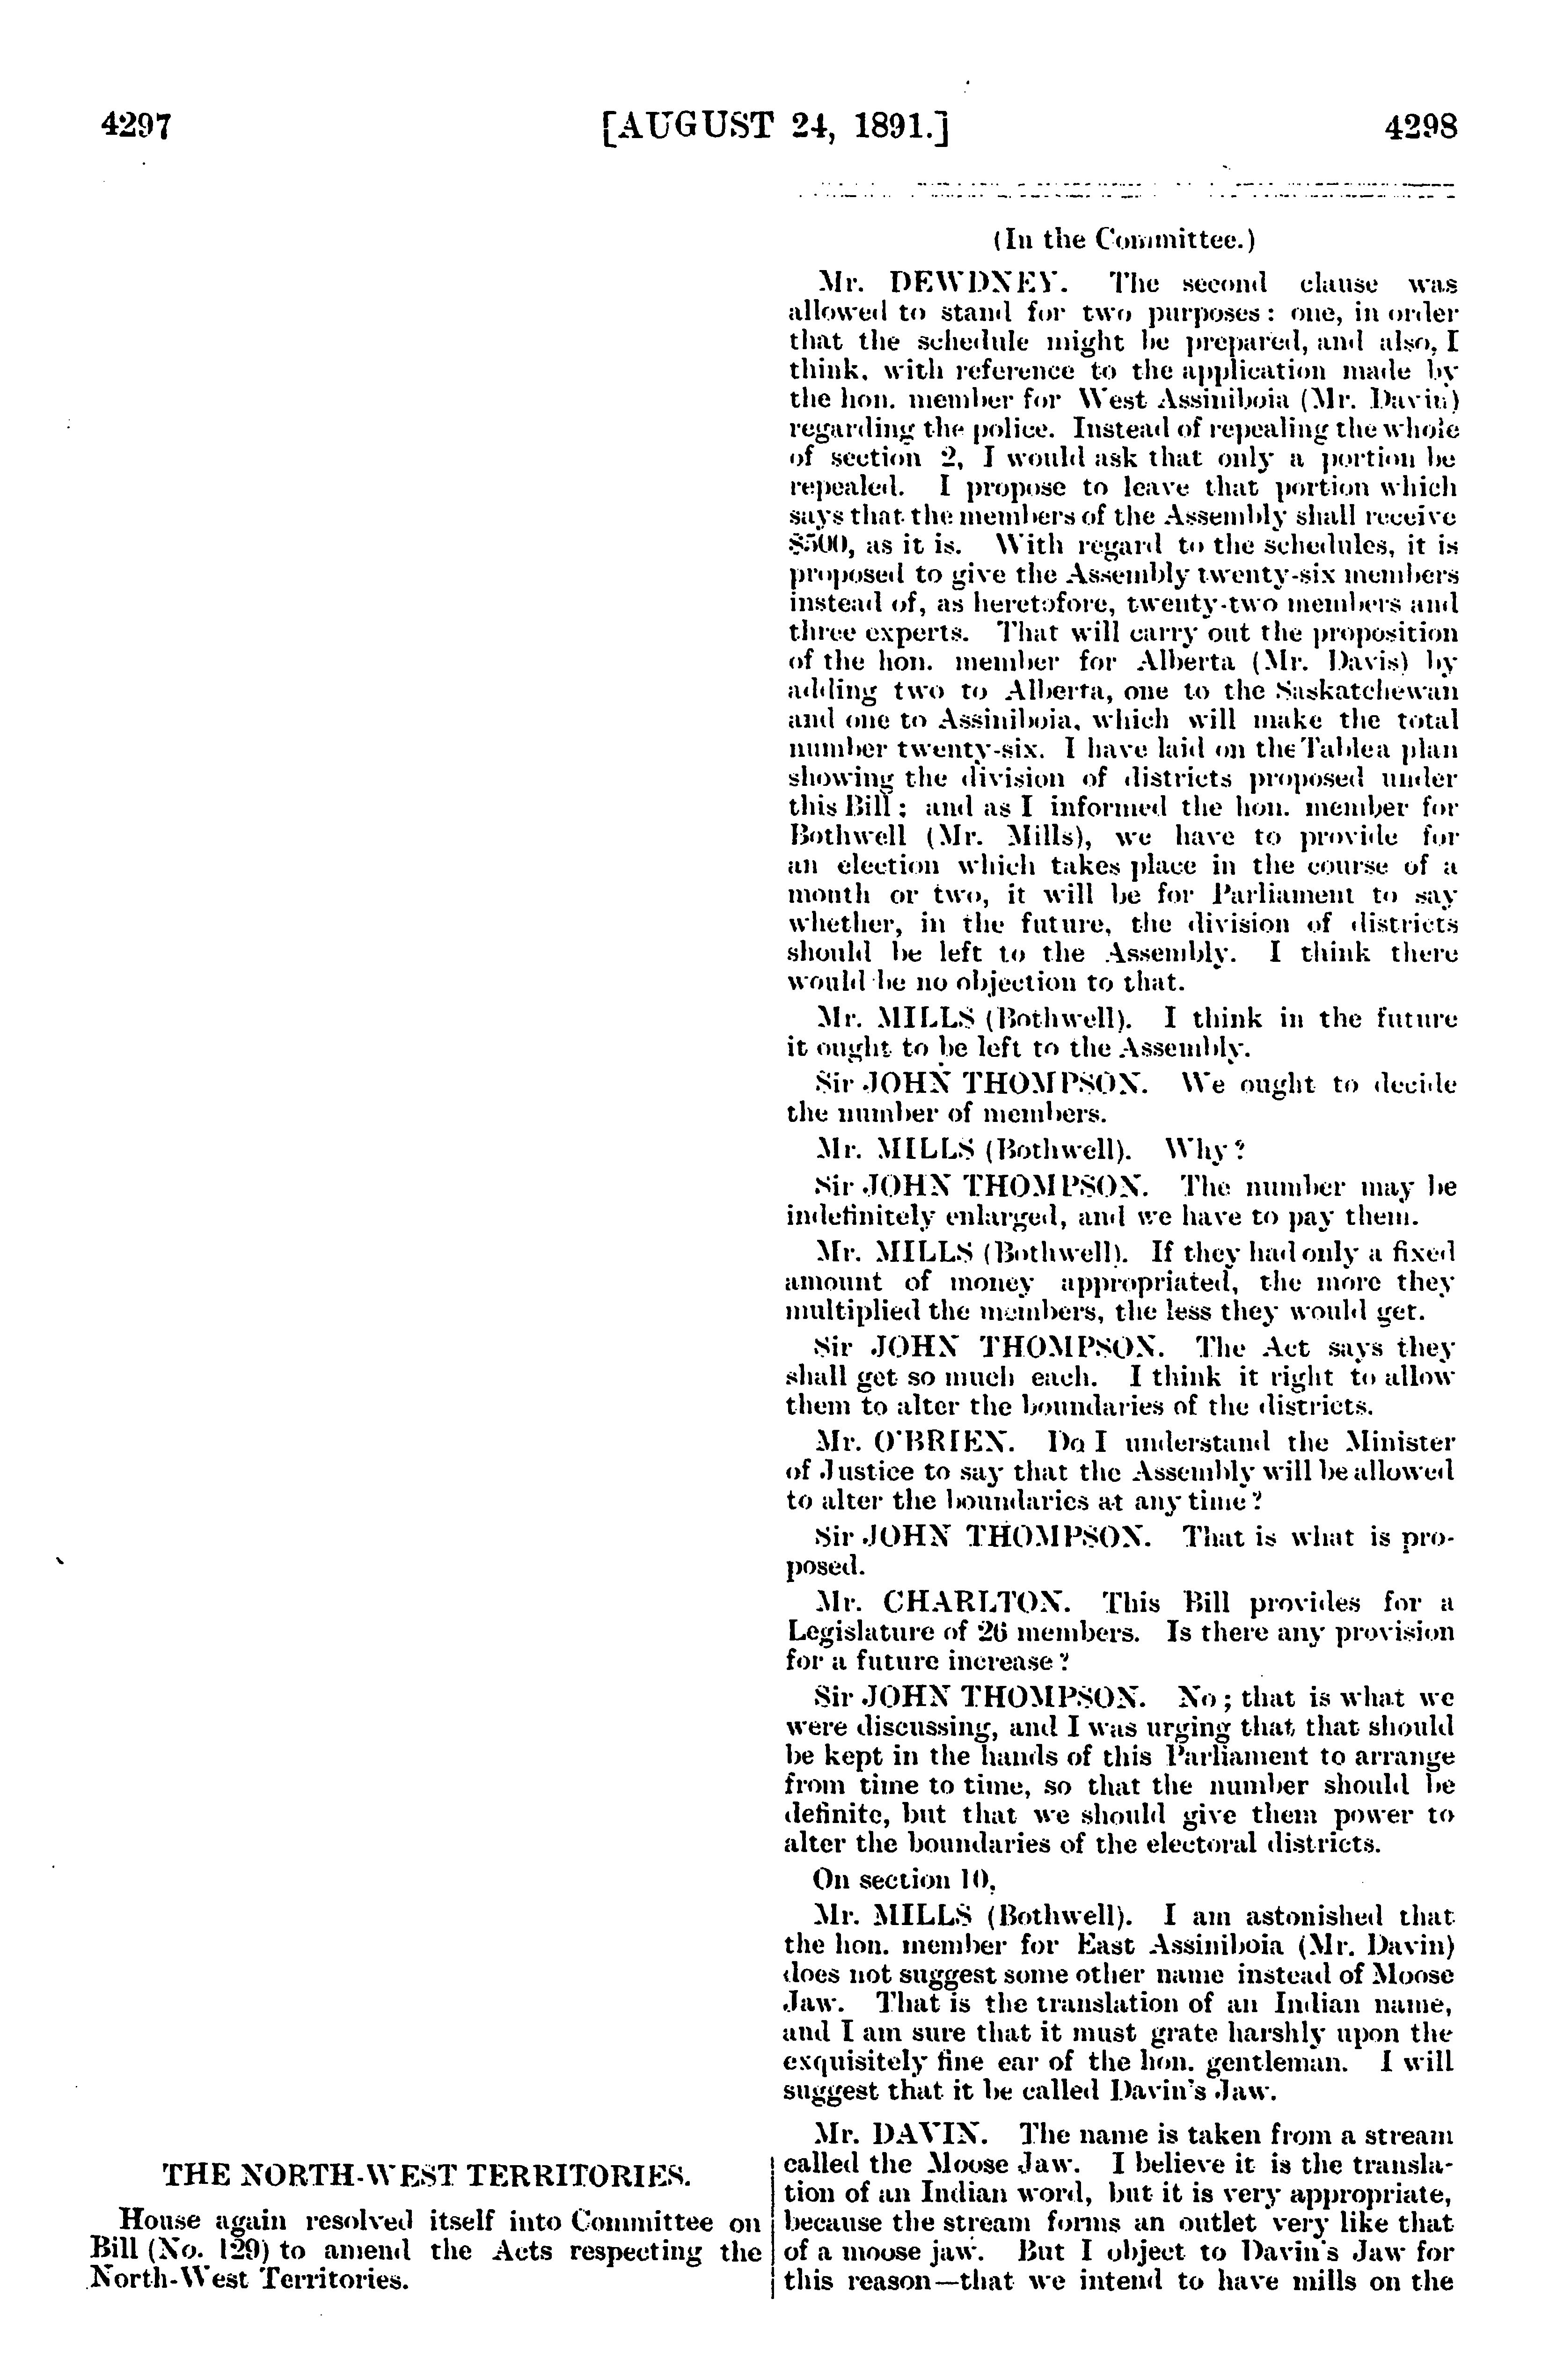 4297 [AUGUST 24, 1891.] 4298
THE NORTH-WEST TERRITORIES.
House again resolved itself into Committee on
Bill (No. 129) to amend the Acts respecting the
North-West Territories.
(In the Committee.)
Mr. DEWDNEY. The second clause was
allowed to stand for two purposes: one, in order
that the schedule might be prepared, and also, I
think, with reference to the application made by
the hon. member for West Assiniboia (Mr. Davin)
regarding the police. Instead of repealing the whole
of section 2, I would ask that only a portion be
repealed. I propose to leave that portion which
says that the members of the Assembly shall receive
$500, as it is. With regard to the schedules, it is
proposed to give the Assembly twenty-six members
instead of, as heretofore, twenty-two members and
three experts. That will carry out the proposition
of the hon. member for Alberta (Mr. Davis) by
adding two to Alberta, one to the Saskatchewan
and one to Assiniboia, which will make the total
number twenty-six. I have laid on the Table a plan
showing the division of districts proposed under
this Bill; and as I informed the hon. member for
Bothwell (Mr. Mills), we have to provide for
an election which takes place in the course of a
month or two, it will be for Parliament to say
whether, in the future, the division of districts
should be left to the Assembly. I think there
would be no objection to that.
Mr. MILLS (Bothwell). I think in the future
it ought to be left to the Assembly.
Sir JOHN THOMPSON. We ought to decide
the number of members.
Mr. MILLS (Bothwell). Why?
Sir JOHN THOMPSON. The number may be
indefinitely enlarged, and we have to pay them.
Mr. MILLS (Bothwell). If they had only a fixed
amount of money appropriated, the more they
multiplied the members, the less they would get.
Sir JOHN THOMPSON. The Act says they
shall get so much each. I think it right to allow
them to alter the boundaries of the districts.
Mr. O'BRIEN. Do I understand the Minister
of Justice to say that the Assembly will be allowed
to alter the boundaries at any time?
Sir JOHN THOMPSON. That is what is pro-
posed.
Mr. CHARLTON. This Bill provides for a
Legislature of 26 members. Is there any provision
for a future increase?
Sir JOHN THOMPSON. No; that is what we
were discussing, and I was urging that that should
be kept in the hands of this Parliament to arrange
from time to time, so that the number should be
definite, but that we should give them power to
alter the boundaries of the electoral districts.
On section 10,
Mr. MILLS (Bothwell). I am astonished that
the hon. member for East Assiniboia (Mr. Davin)
does not suggest some other name instead of Moose
Jaw. That is the translation of an Indian name,
and I am sure that it must grate harshly upon the
exquisitely fine ear of the hon. gentleman. I will
suggest that it be called Davin's Jaw.
Mr. DAVIN. The name is taken from a stream
called the Moose Jaw. I believe it is the transla-
tion of an Indian word, but it is very appropriate,
because the stream forms an outlet very like that
of a moose jaw. But I object to Davin's Jaw for
this reason—that we intend to have mills on the